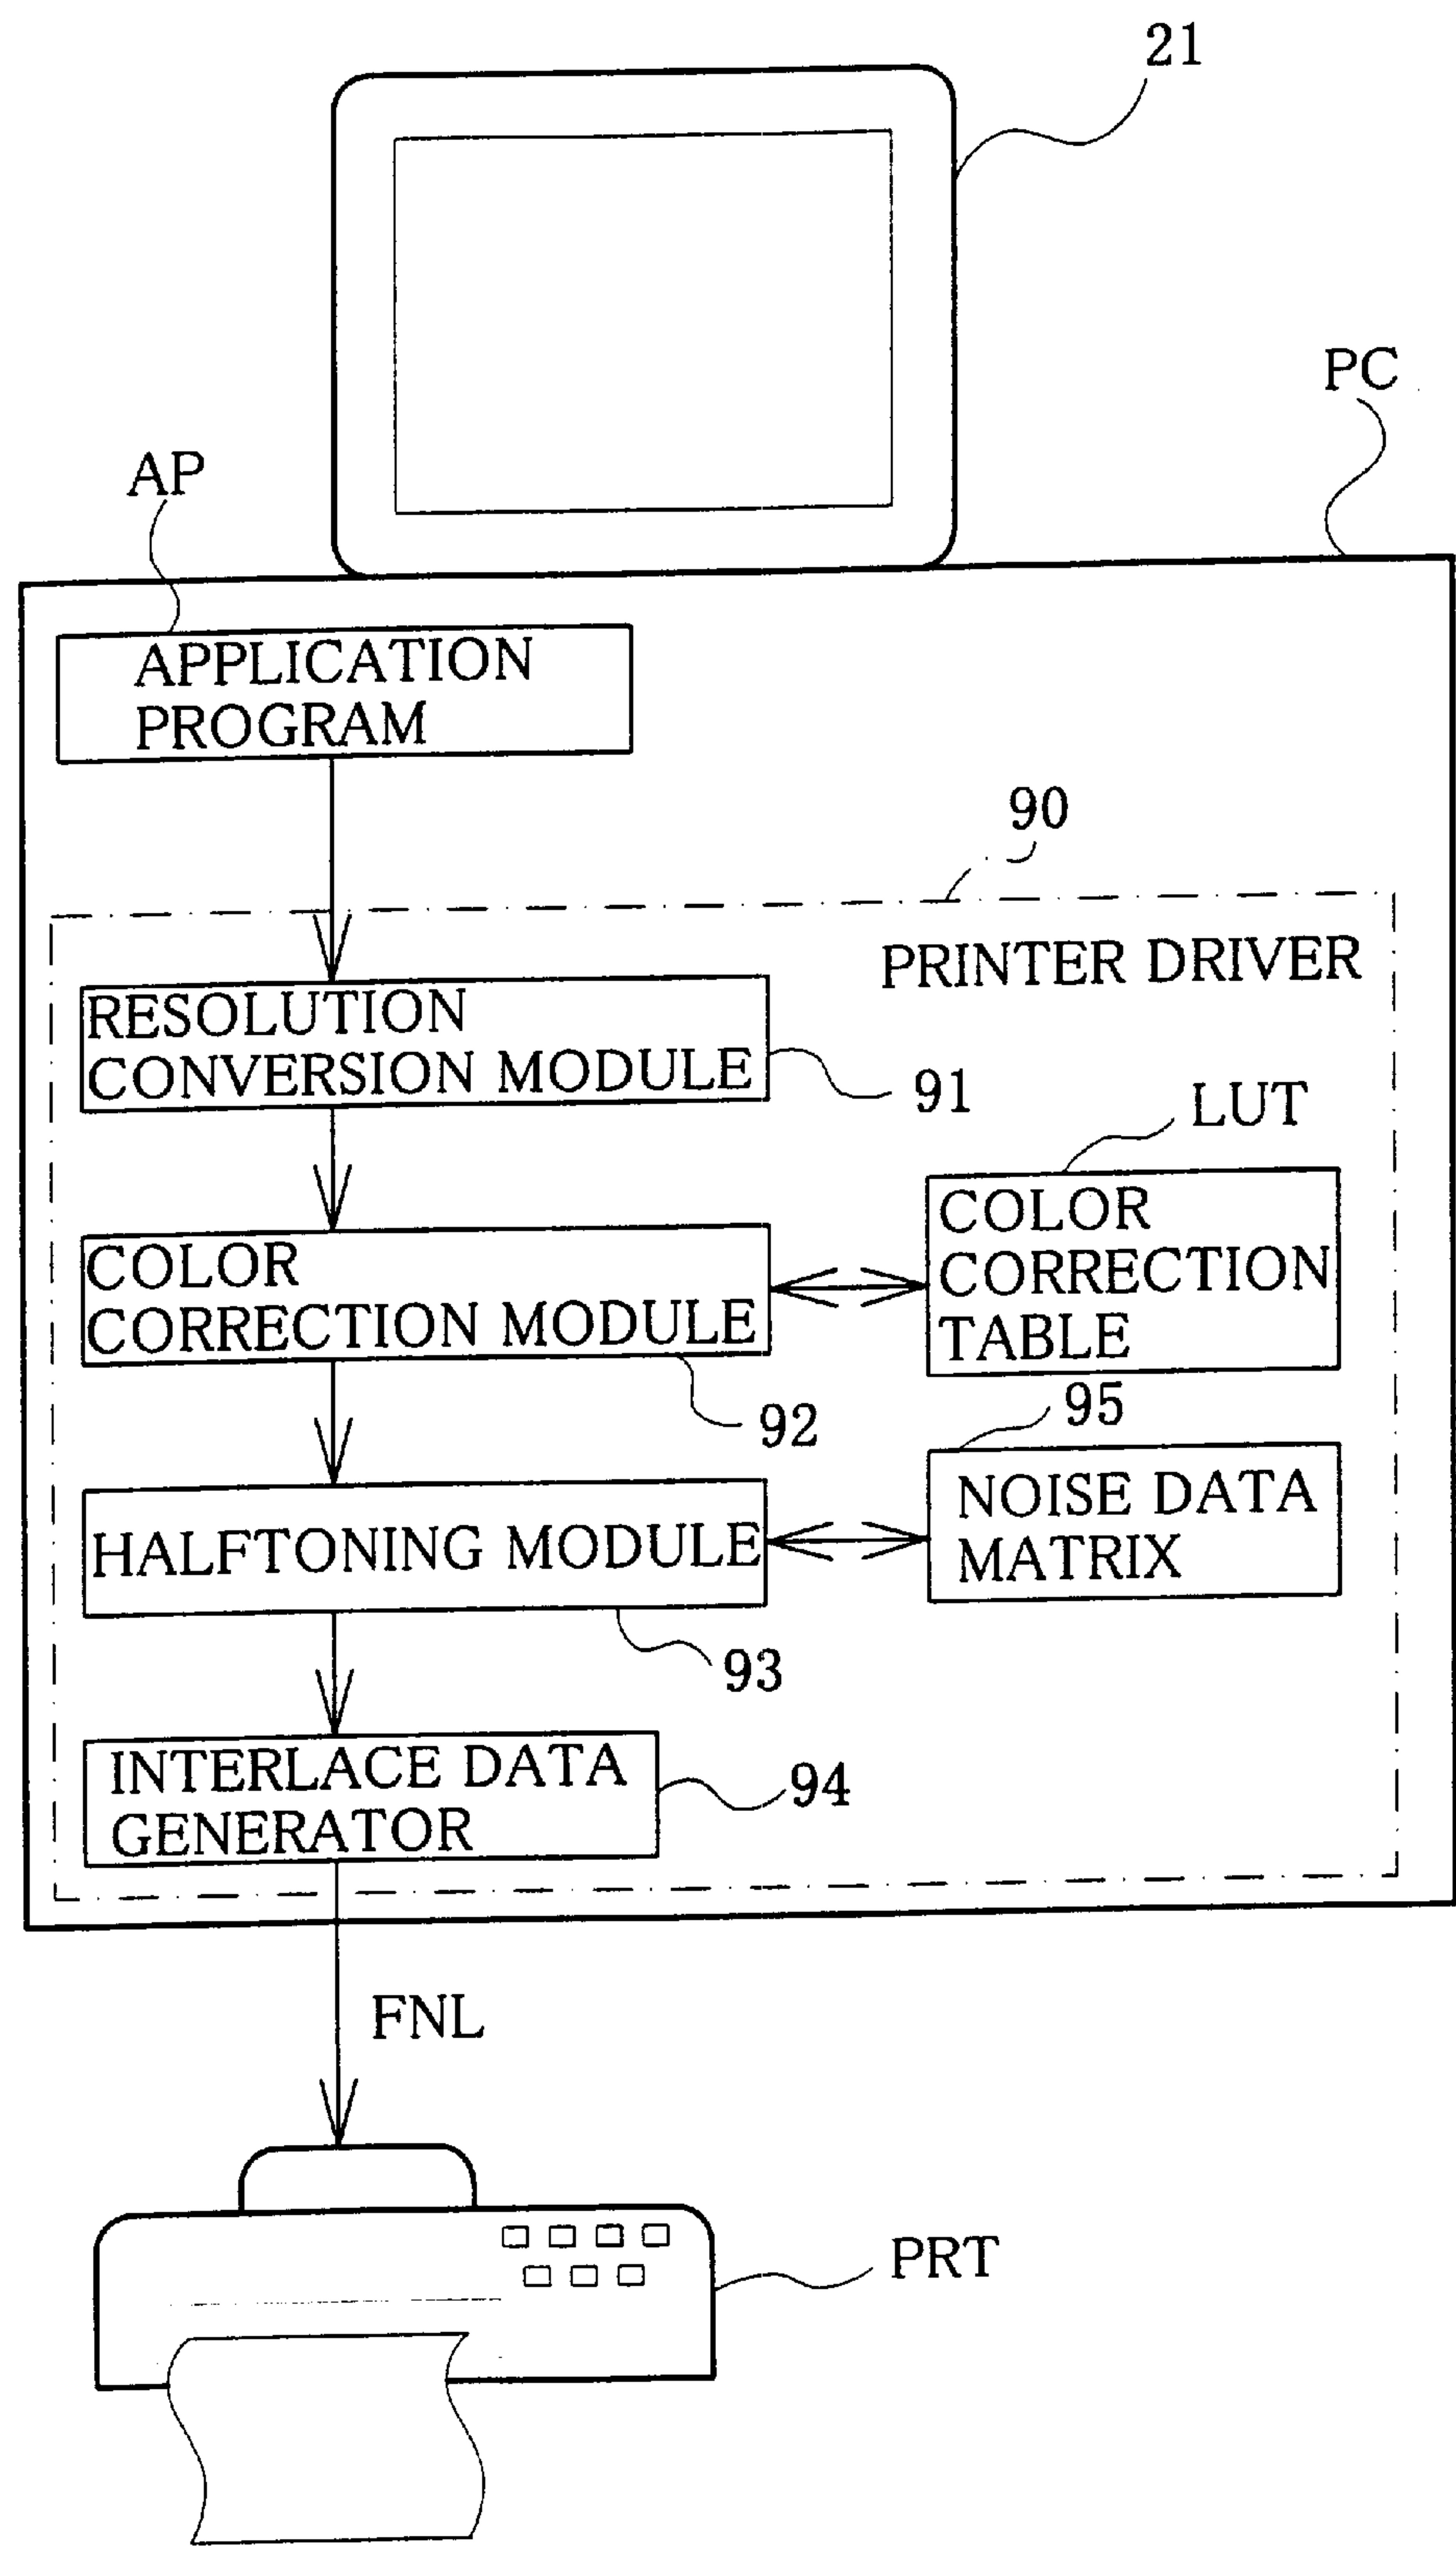 21
PC
AP
APPLICATION
PROGRAM
90
PRINTER DRIVER
RESOLUTION
CONVERSION MODULE
91
LUT
COLOR
CORRECTION MODULE
COLOR
CORRECTION
TABLE
92
95
HALFTONING MODULE
NOISE DATA
MATRIX
93
INTERLACE DATA
GENERATOR
94
FNL
PRT